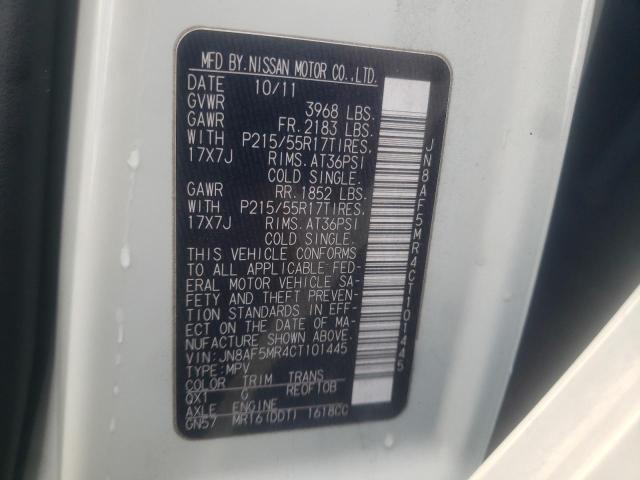 MFD BY.NISSAN MOTOR CO.,LTD.
DATE 10/11
GVWR 3968 LBS.
GAWR FR.2183 LBS.
WITH P215/55R17TIRES.
17X7J RIMS.AT36PSI
COLD SINGLE.
GAWR RR.1852 LBS.
WITH P215/55R17TIRES.
17X7J RIMS.AT36PSI
COLD SINGLE.
THIS VEHICLE CONFORMS
TO ALL APPLICABLE FED-
ERAL MOTOR VEHICLE SA-
FETY AND THEFT PREVEN-
TION STANDARDS IN EFF-
ECT ON THE DATE OF MA-
NUFACTURE SHOWN ABOVE.
VIN:JN8AF5MR4CT101445
TYPE:MPV
COLOR TRIM TRANS
QX1 G RE0F10B
AXLE ENGINE
GN57 MR16(DDT) 1618CC
JN8AF5MR4CT101445